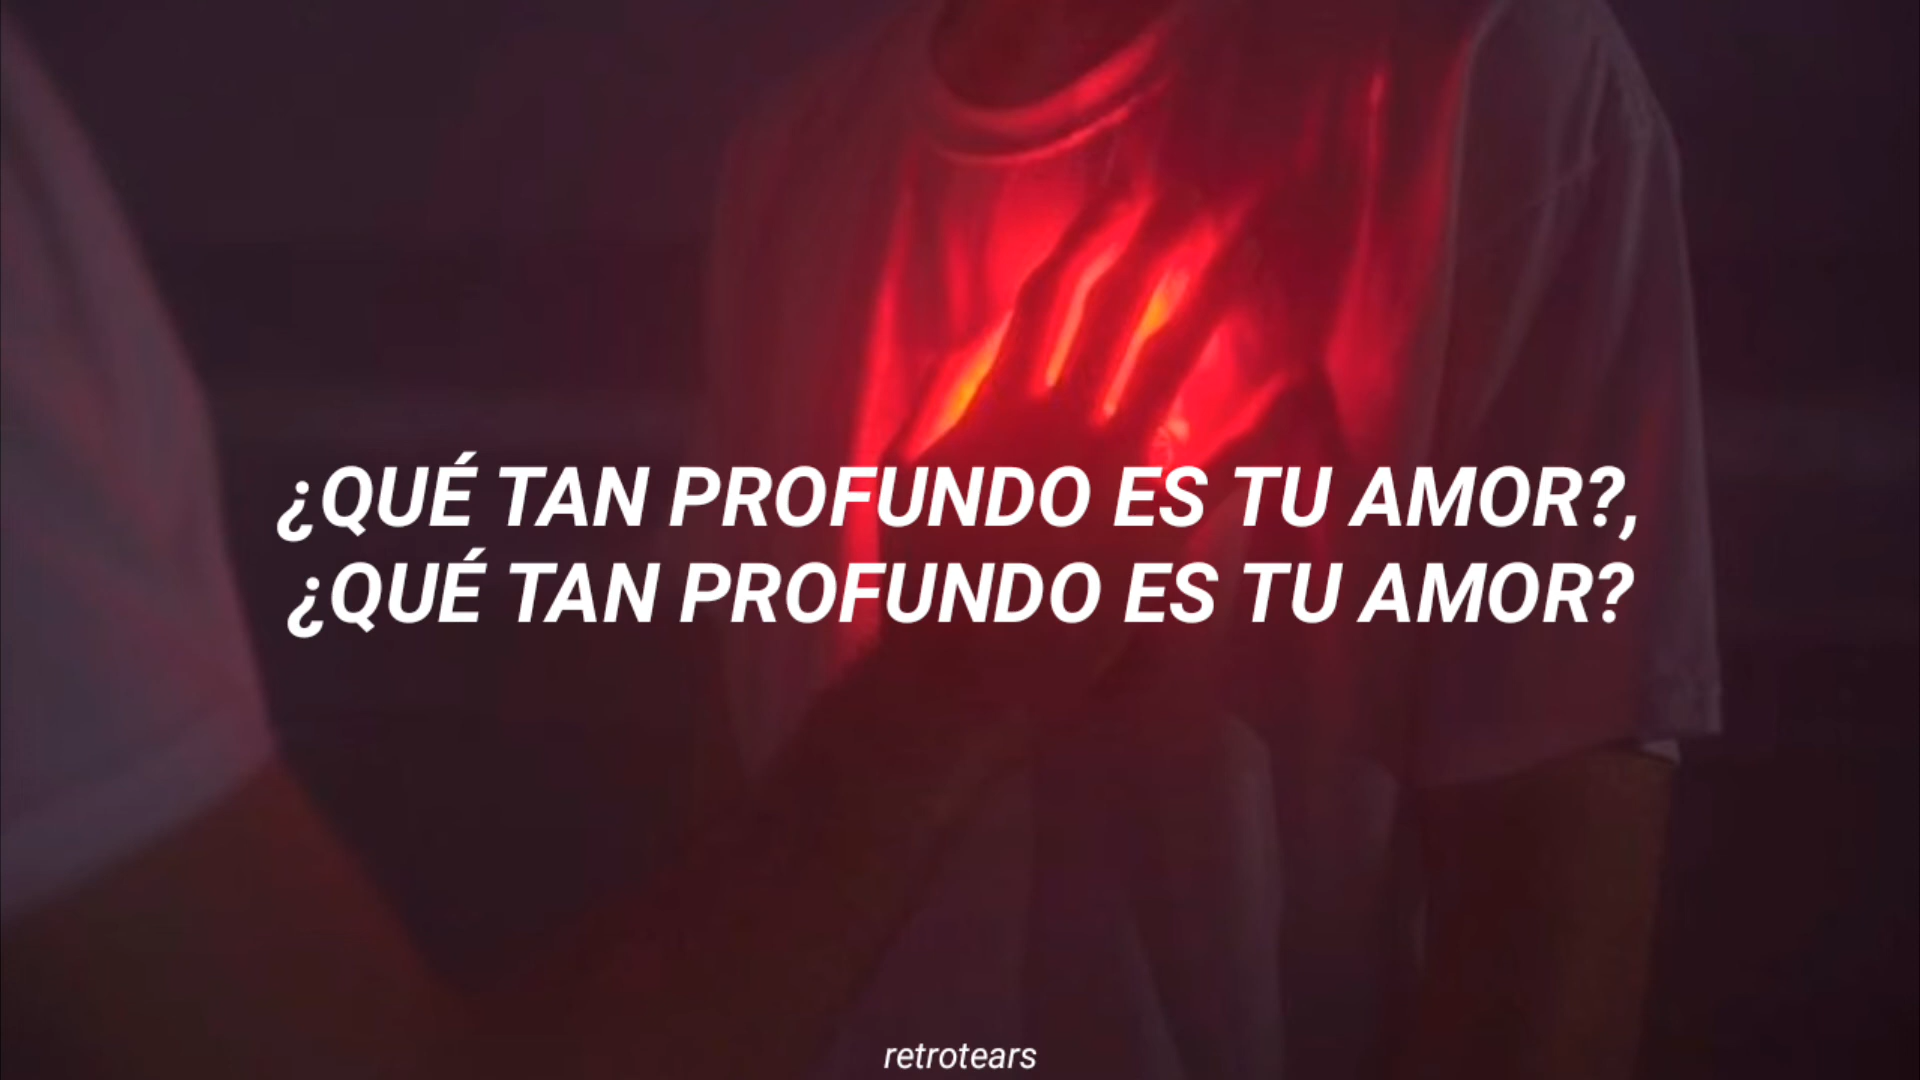 ¿QUÉ TAN PROFUNDO ES TU AMOR?,
¿QUÉ TAN PROFUNDO ES TU AMOR?
retrotears